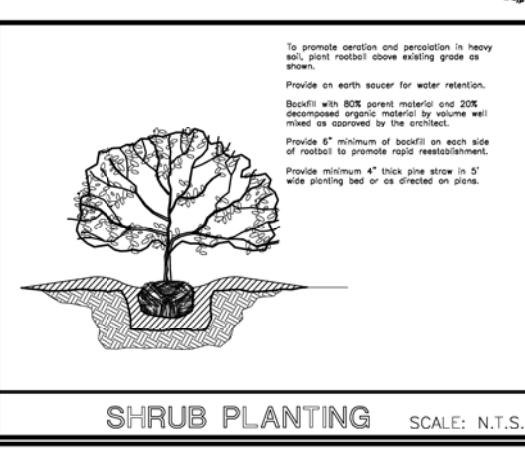 To promote aeration and percolation in heavy
soil, plant rootball above existing grade as
shown.
Provide an earth saucer for water retention.
Backfill with 80% parent material and 20%
decomposed organic material by volume well
mixed as approved by the architect.
Provide 6" minimum of backfill on each side
of rootball to promote rapid reestablishment.
Provide minimum 4" thick pine straw in 5'
wide planting bed or as directed on plans.
SHRUB PLANTING SCALE: N.T.S.